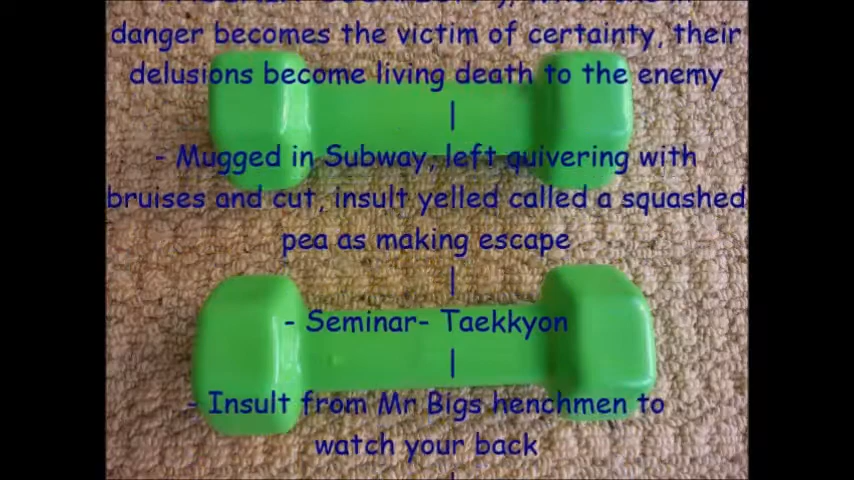 danger becomes the victim of certainty, their
delusions become living death to the enemy
|
- Mugged in Subway, left quivering with
bruises and cut, insult yelled called a squashed
pea as making escape
|
- Seminar- Taekkyon
|
- Insult from Mr Bigs henchmen to
watch your back